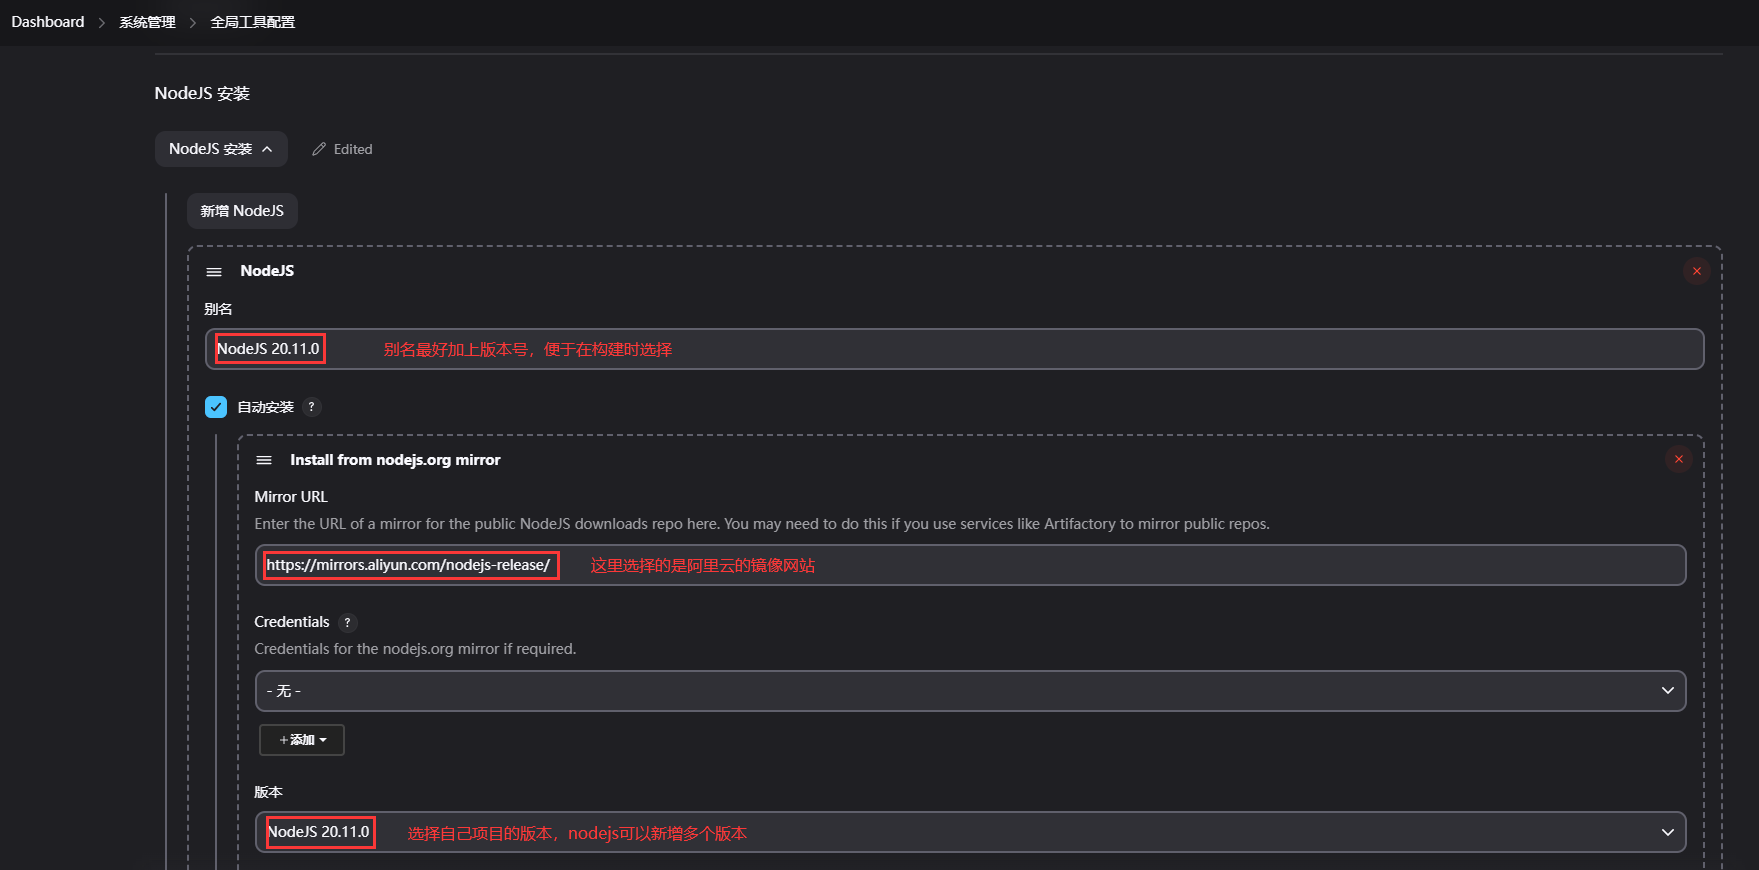 Dashboard > 系统管理 > 全局工具配置
NodeJS 安装
NodeJS 安装 Edited
新增 NodeJS
NodeJS
别名
NodeJS 20.11.0 别名最好加上版本号，便于在构建时选择
自动安装 ?
Install from nodejs.org mirror
Mirror URL
Enter the URL of a mirror for the public NodeJS downloads repo here. You may need to do this if you use services like Artifactory to mirror public repos.
https://mirrors.aliyun.com/nodejs-release/ 这里选择的是阿里云的镜像网站
Credentials ?
Credentials for the nodejs.org mirror if required.
- 无 -
+添加
版本
NodeJS 20.11.0 选择自己项目的版本，nodejs可以新增多个版本